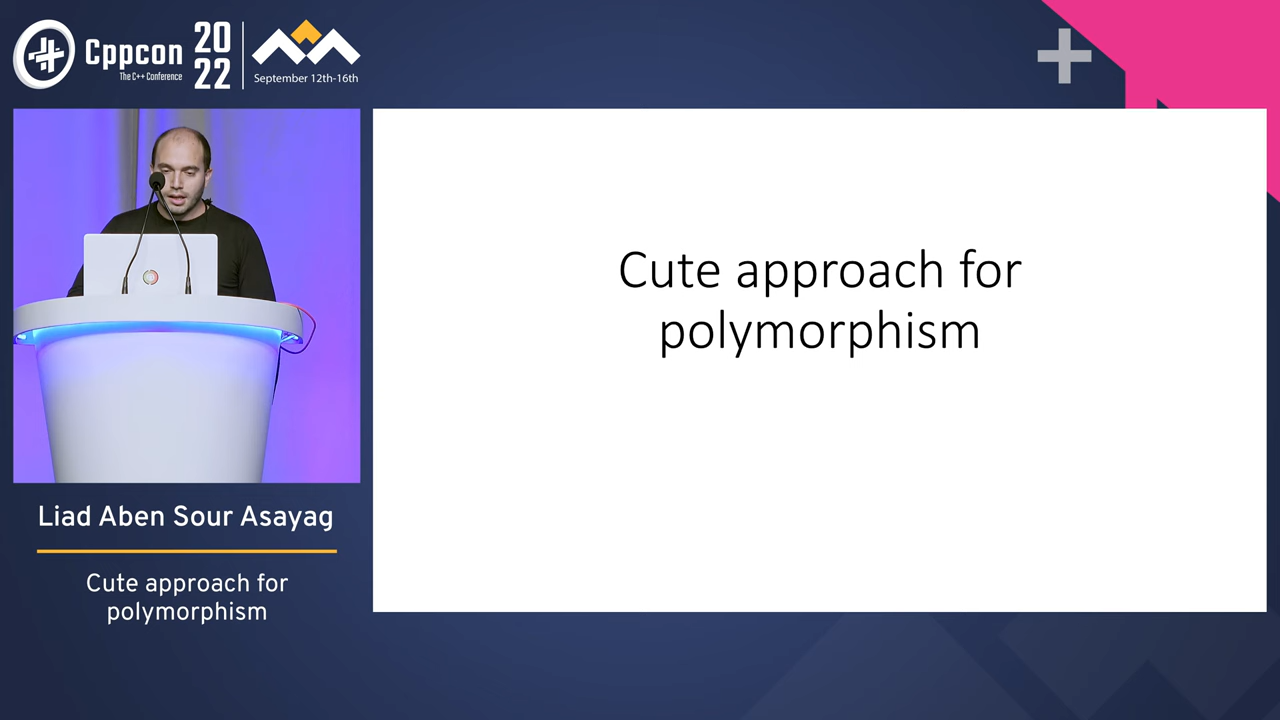 Cppcon
The C++ Conference
20
22
September 12th-16th
Cute approach for
polymorphism
Liad Aben Sour Asayag
Cute approach for
polymorphism